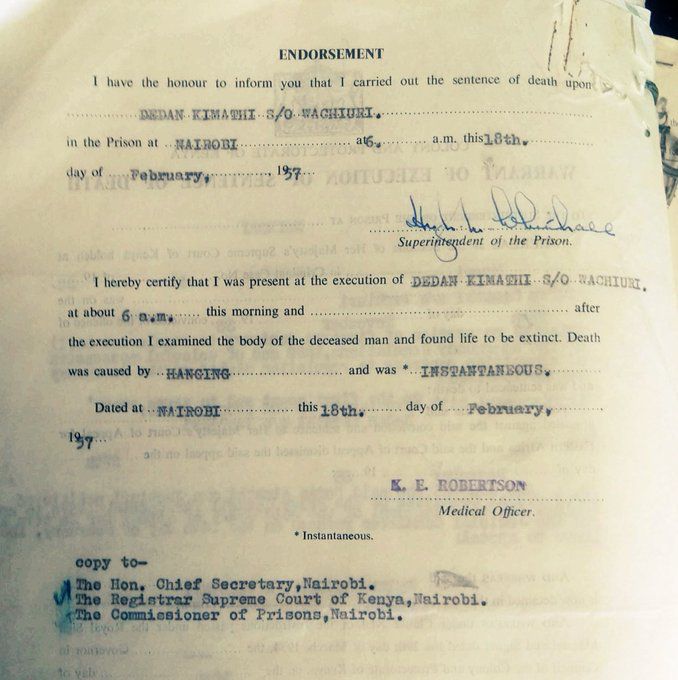 ENDORSEMENT
I have the honour to inform you that I carried out the sentence of death upon
DEDAN KIMATHI S/O WACHIURI.
in the Prison at NAIROBI at 6. a.m. this 18th.
day of February, 1957
Superintendent of the Prison.
I hereby certify that I was present at the execution of DEDAN KIMATHI S/O WACHIURI.
at about 6 a.m. this morning and ........ after
the execution I examined the body of the deceased man and found life to be extinct. Death
was caused by HANGING and was * INSTANTANEOUS.
Dated at NAIROBI this 18th. day of February,
1957
K. E. ROBERTSON
Medical Officer.
* Instantaneous.
copy to-
The Hon. Chief Secretary,Nairobi.
The Registrar Supreme Court of Kenya,Nairobi.
The Commissioner of Prisons,Nairobi.